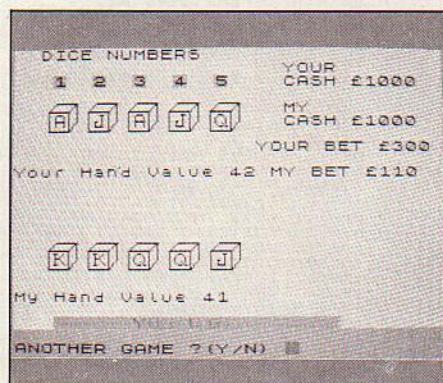 DICE NUMBERS
1 2 3 4 5
YOUR
CASH £1000
A J A J Q
MY
CASH £1000
YOUR BET £300
Your Hand Value 42 MY BET £110
K K Q Q J
My Hand Value 41
ANOTHER GAME ?(Y/N)